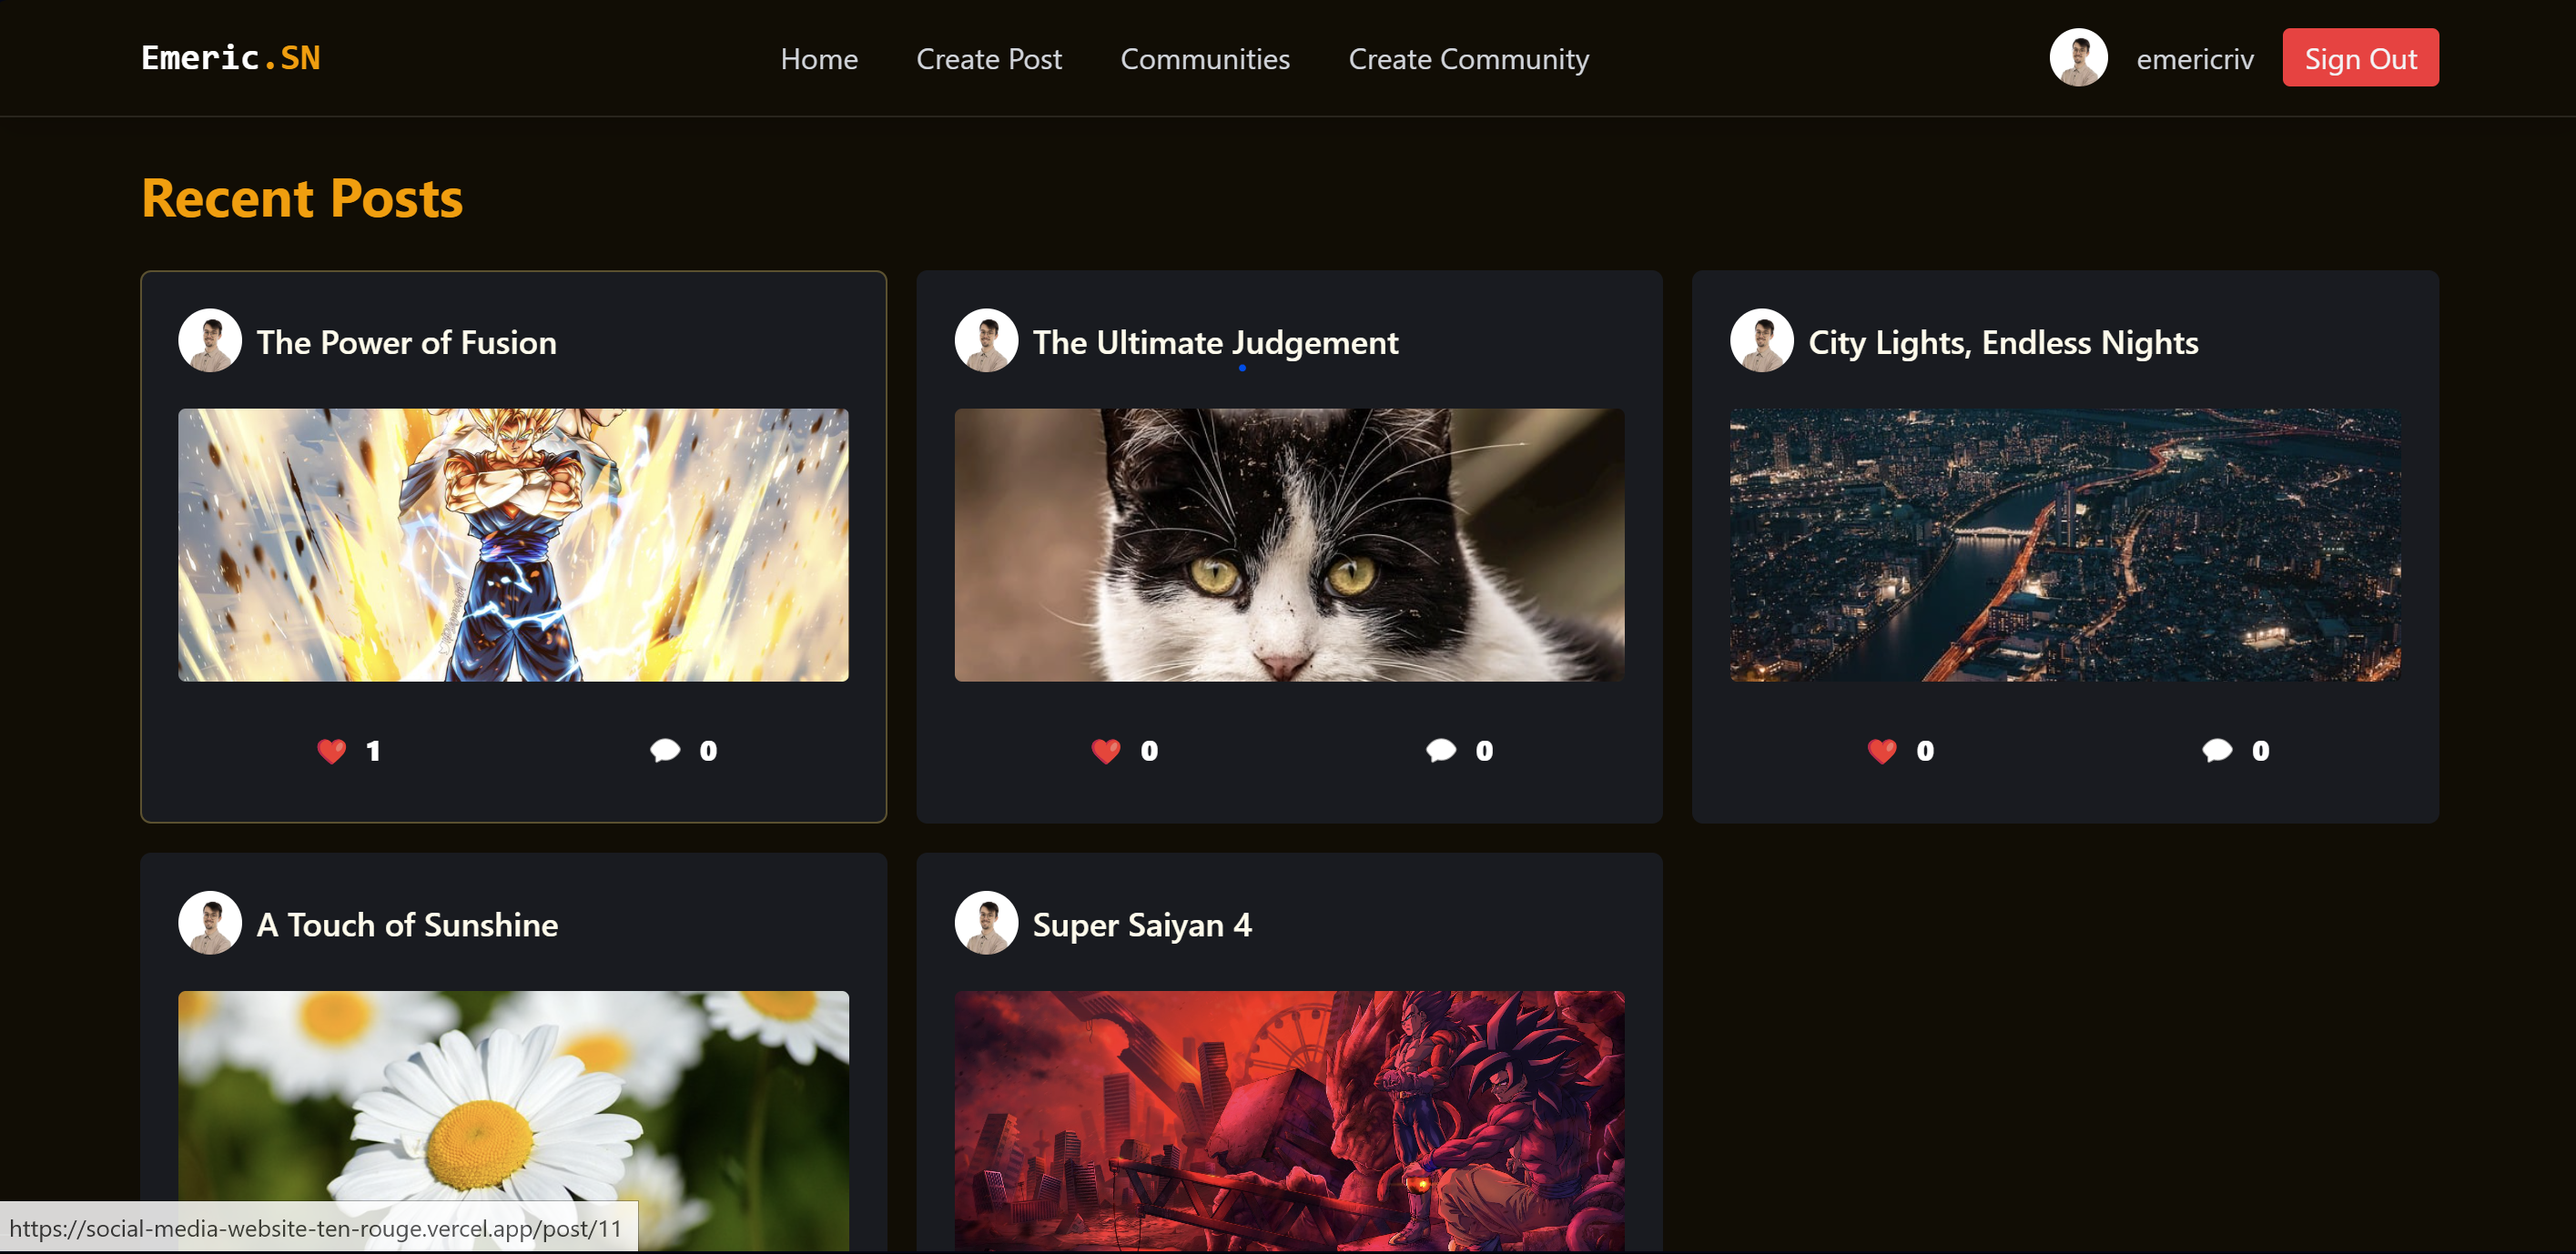 Emeric.SN
Home Create Post Communities Create Community
emericriv Sign Out
Recent Posts
The Power of Fusion
The Ultimate Judgement
City Lights, Endless Nights
1 0
0 0
0 0
A Touch of Sunshine
Super Saiyan 4
https://social-media-website-ten-rouge.vercel.app/post/11